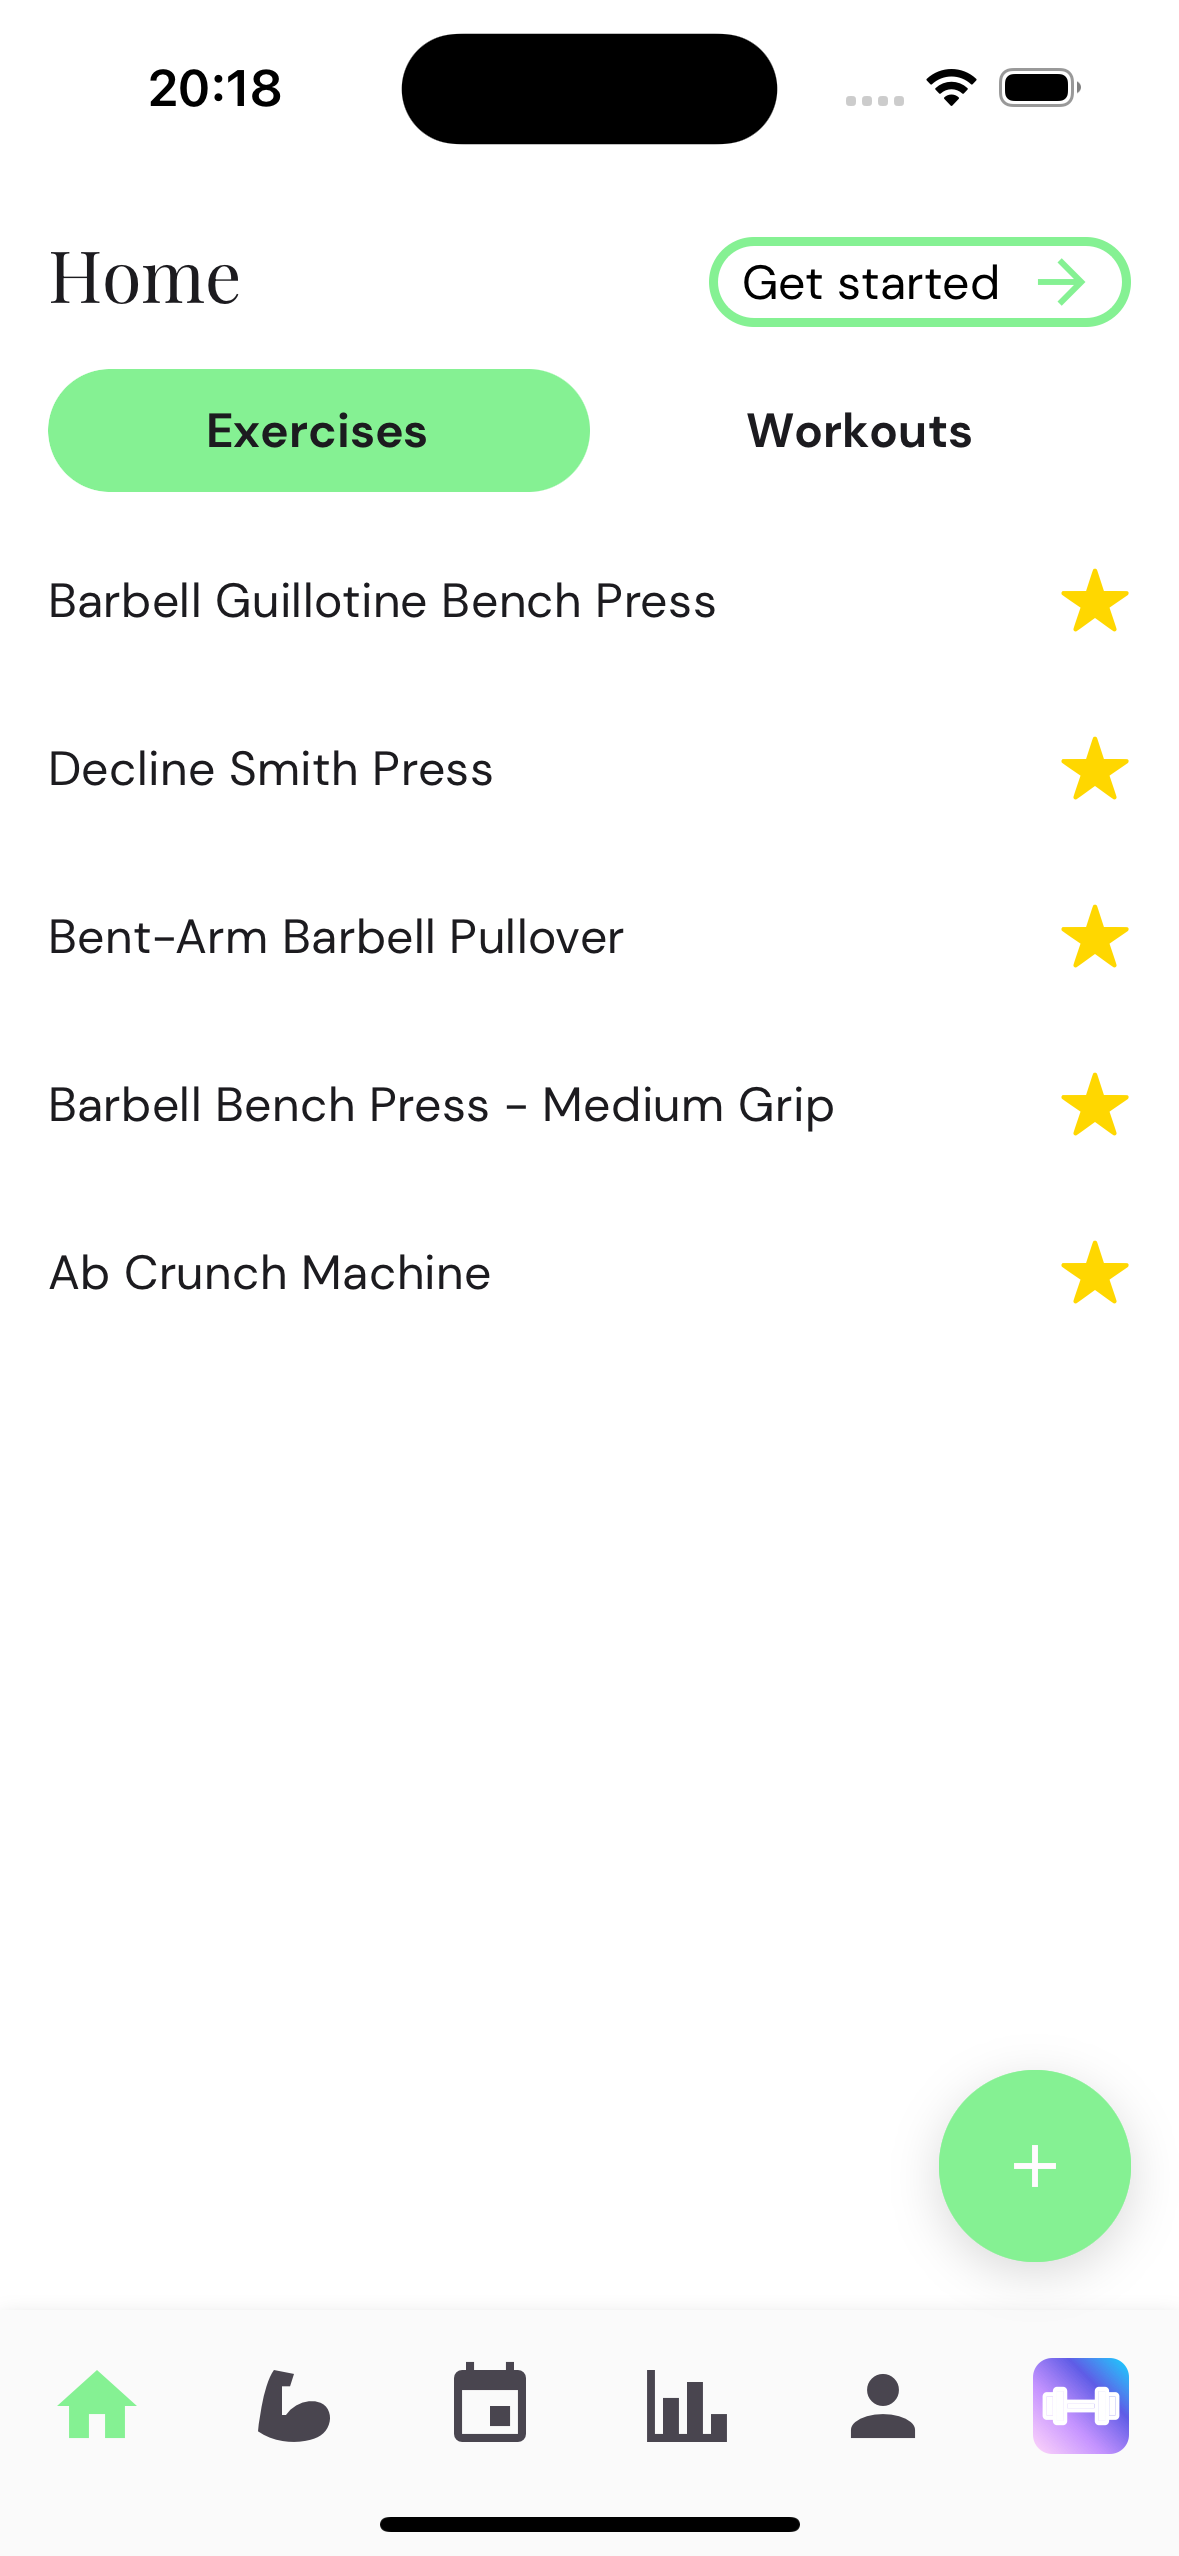 20:18
Home
Get started
Exercises
Workouts
Barbell Guillotine Bench Press
Decline Smith Press
Bent-Arm Barbell Pullover
Barbell Bench Press - Medium Grip
Ab Crunch Machine